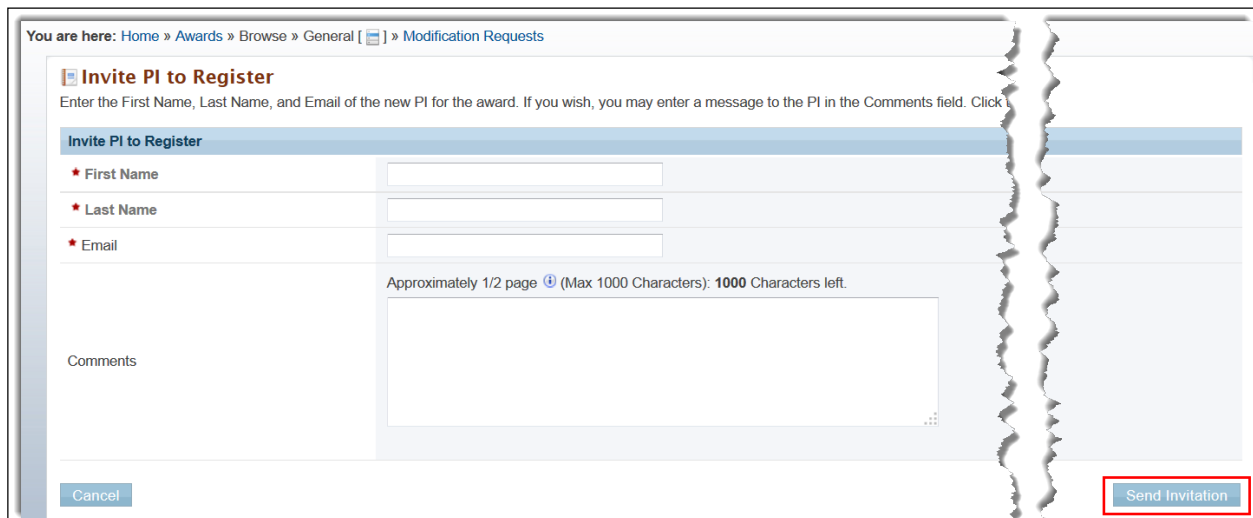 You are here: Home » Awards » Browse » General [ ] » Modification Requests
Invite PI to Register
Enter the First Name, Last Name, and Email of the new PI for the award. If you wish, you may enter a message to the PI in the Comments field. Click
Invite PI to Register
* First Name
* Last Name
* Email
Approximately 1/2 page (Max 1000 Characters): 1000 Characters left.
Comments
Cancel
Send Invitation